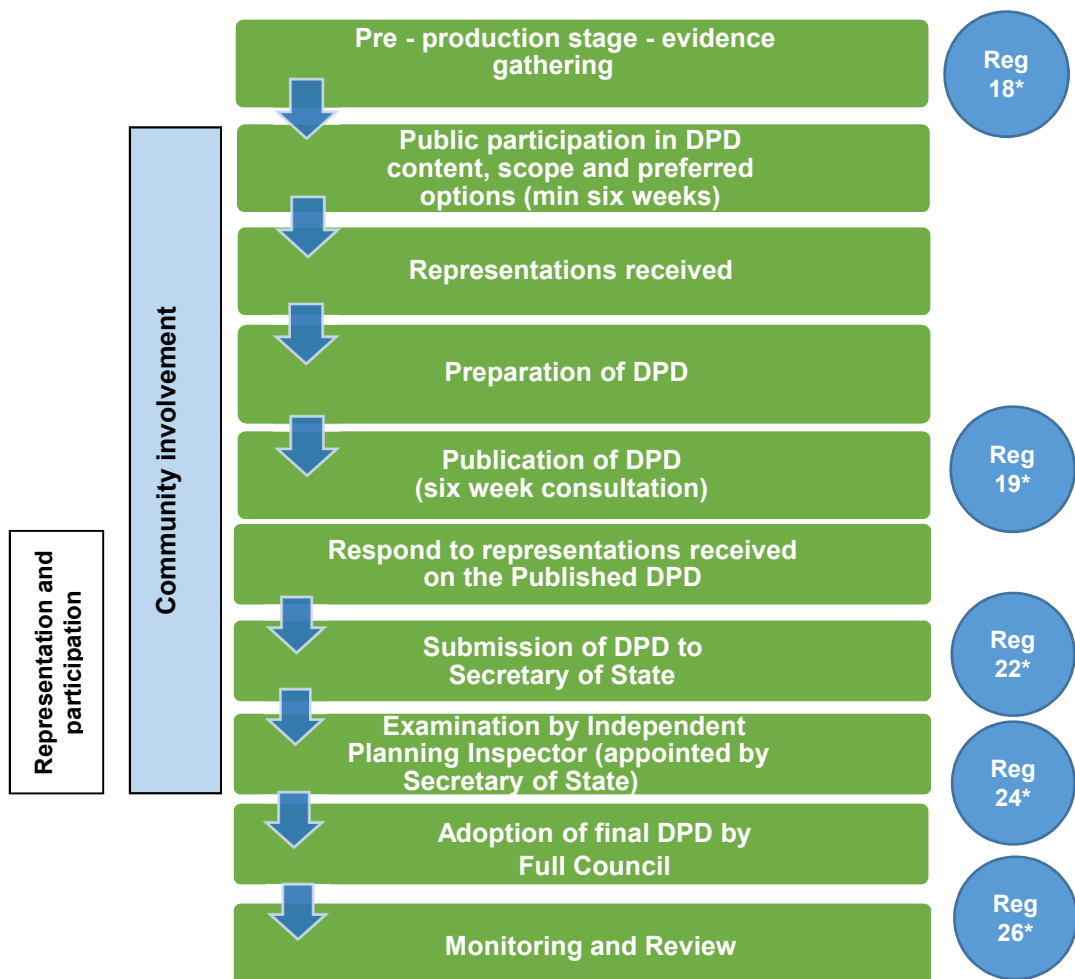 Pre - production stage - evidence
gathering
Reg
18*
Public participation in DPD
content, scope and preferred
options (min six weeks)
Representations received
Preparation of DPD
Publication of DPD
(six week consultation)
Reg
19*
Respond to representations received
on the Published DPD
Submission of DPD to
Secretary of State
Reg
22*
Examination by Independent
Planning Inspector (appointed by
Secretary of State)
Reg
24*
Adoption of final DPD by
Full Council
Monitoring and Review
Reg
26*
Community involvement
Representation and
participation